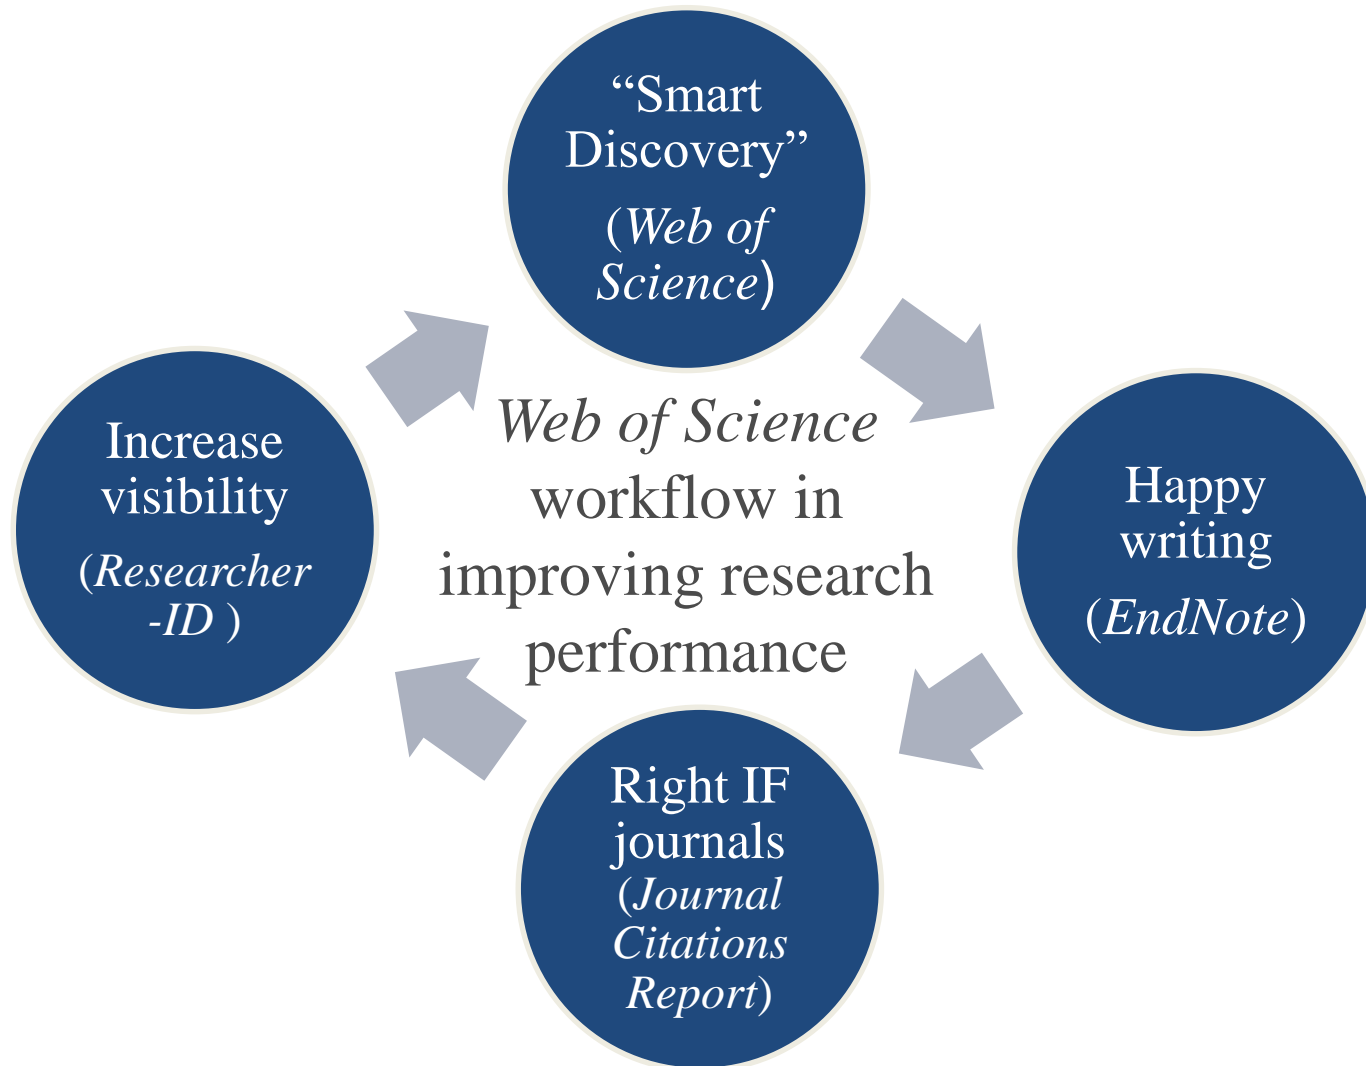 “Smart
Discovery”
(Web of
Science)
Happy
writing
(EndNote)
Right IF
journals
(Journal
Citations
Report)
Increase
visibility
(Researcher
-ID )
Web of Science
workflow in
improving research
performance